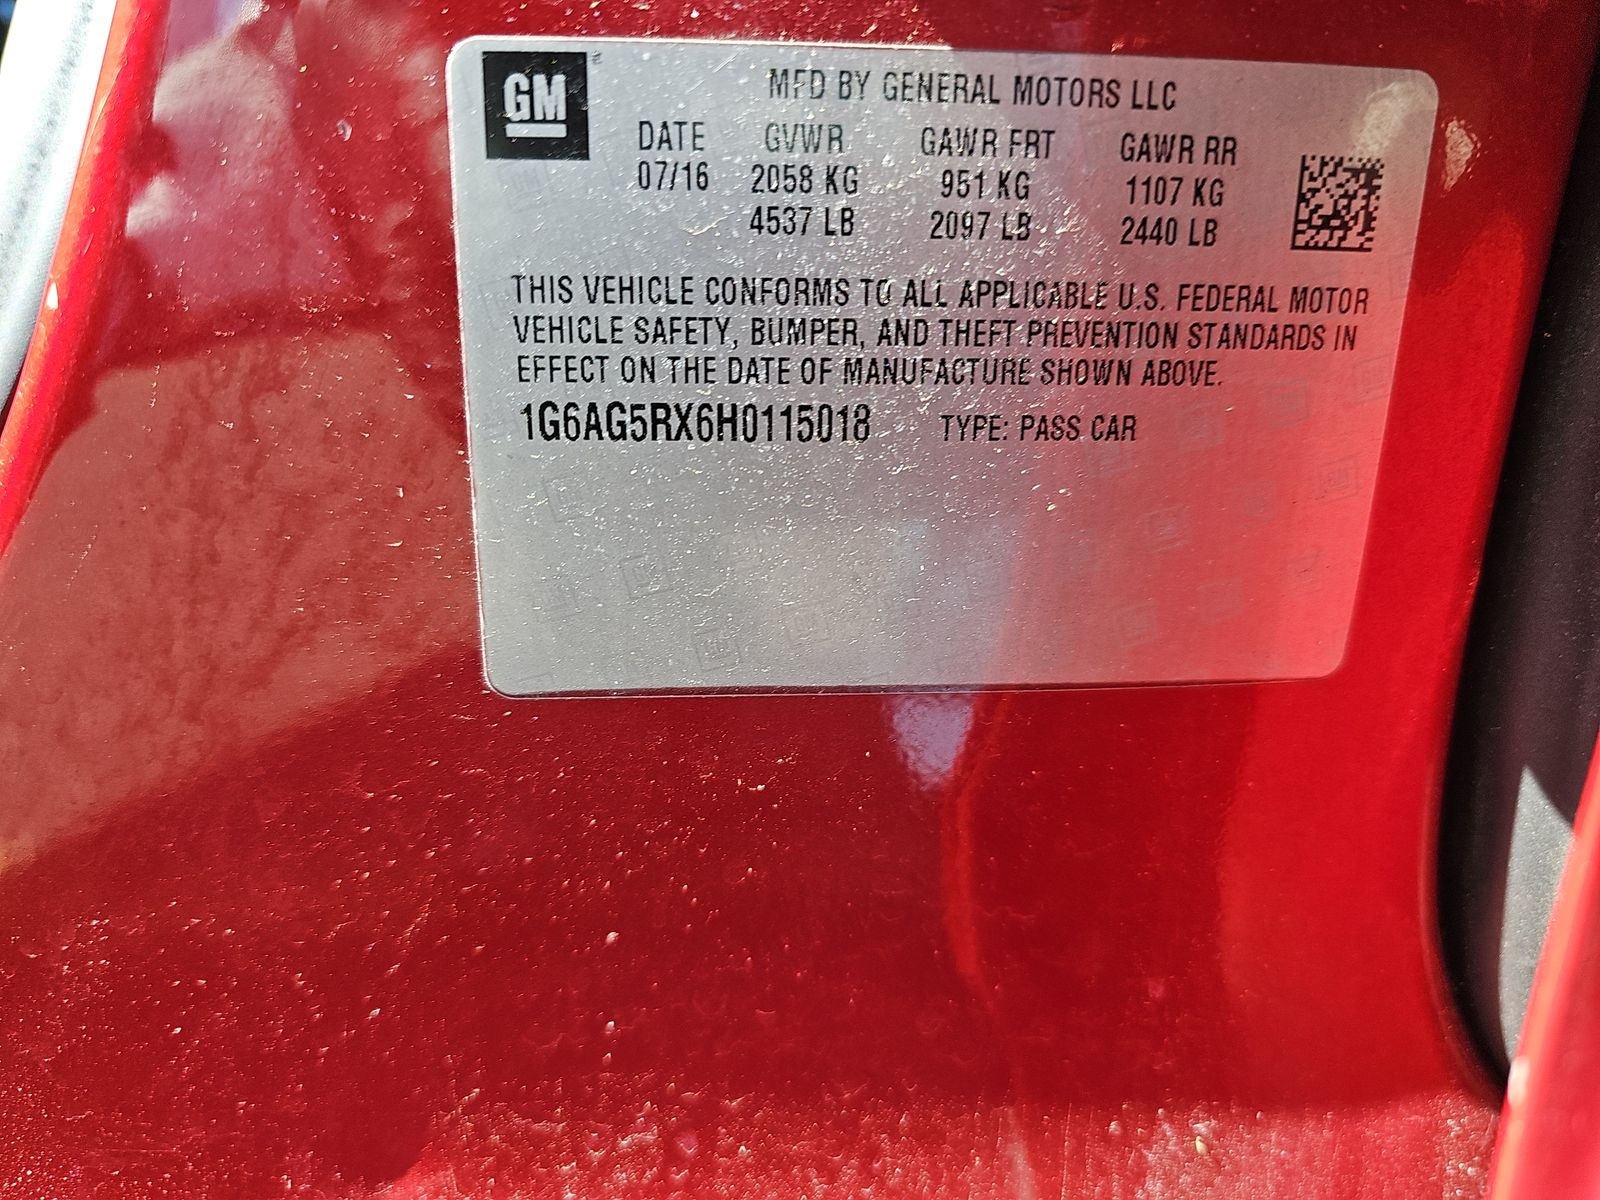 GM
MFD BY GENERAL MOTORS LLC
DATE GVWR GAWR FRT GAWR RR
07/16 2058 KG 951 KG 1107 KG
4537 LB 2097 LB 2440 LB
THIS VEHICLE CONFORMS TO ALL APPLICABLE U.S. FEDERAL MOTOR
VEHICLE SAFETY, BUMPER, AND THEFT PREVENTION STANDARDS IN
EFFECT ON THE DATE OF MANUFACTURE SHOWN ABOVE.
1G6AG5RX6H0115018 TYPE: PASS CAR